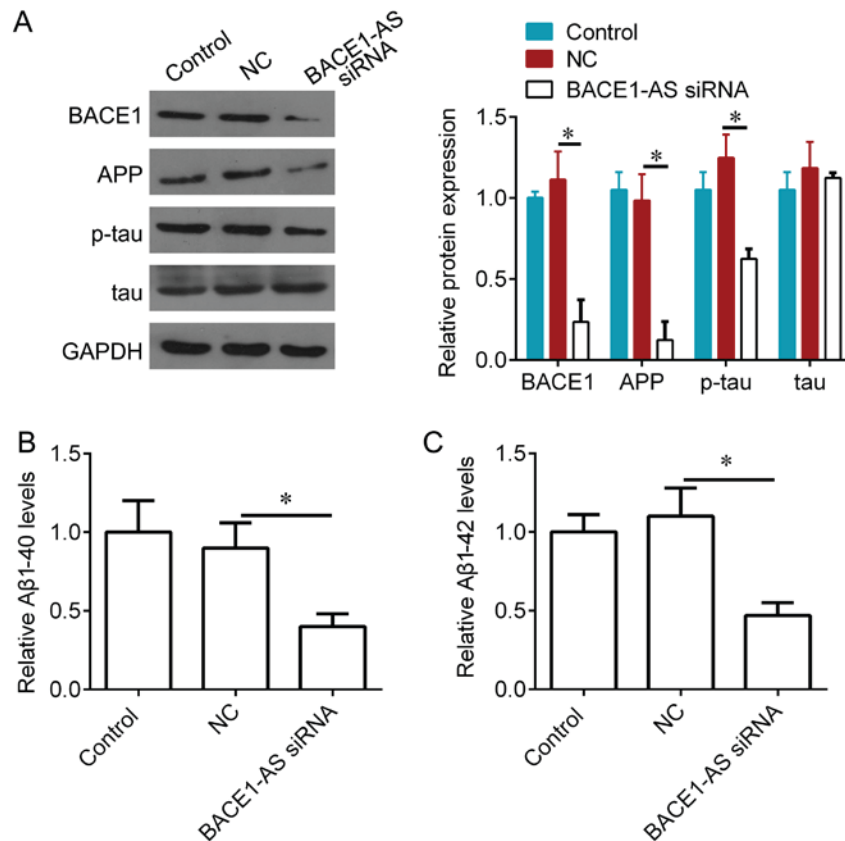 A
Control
NC
BACE1-AS
siRNA
BACE1
APP
p-tau
tau
GAPDH
Control
NC
BACE1-AS siRNA
Relative protein expression
1.5
1.0
0.5
0.0
*
*
*
BACE1
APP
p-tau
tau
B
Relative Aβ1-40 levels
1.5
1.0
0.5
0.0
*
Control
NC
BACE1-AS siRNA
C
Relative Aβ1-42 levels
1.5
1.0
0.5
0.0
*
Control
NC
BACE1-AS siRNA